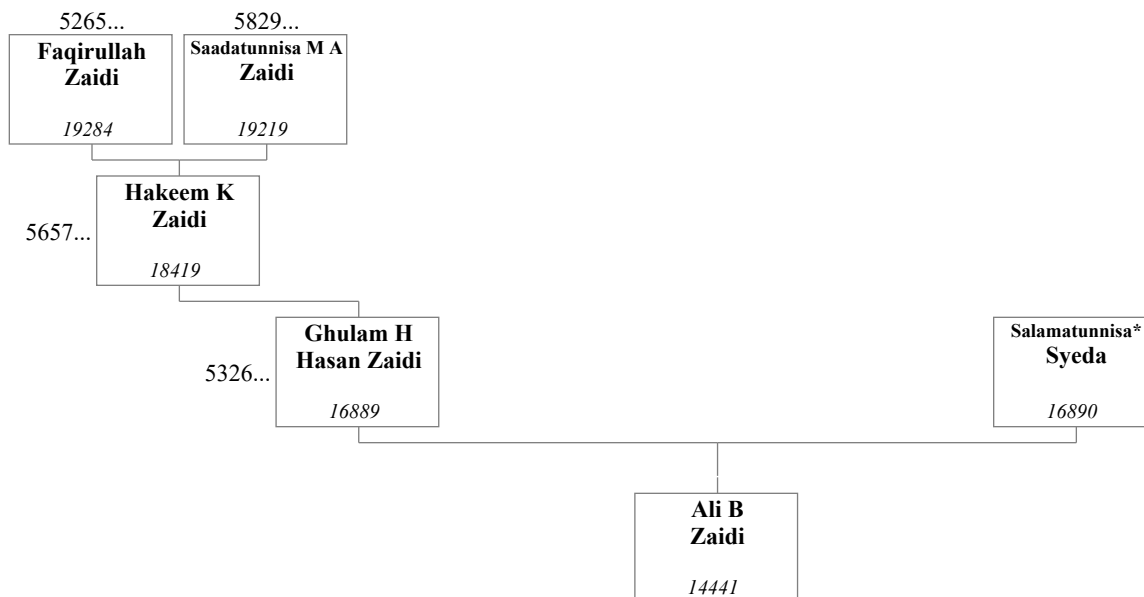 5265...
5829...
Faqirullah
Zaidi
19284
Saadatunnisa M A
Zaidi
19219
5657...
Hakeem K
Zaidi
18419
5326...
Ghulam H
Hasan Zaidi
16889
Salamatunnisa*
Syeda
16890
Ali B
Zaidi
14441